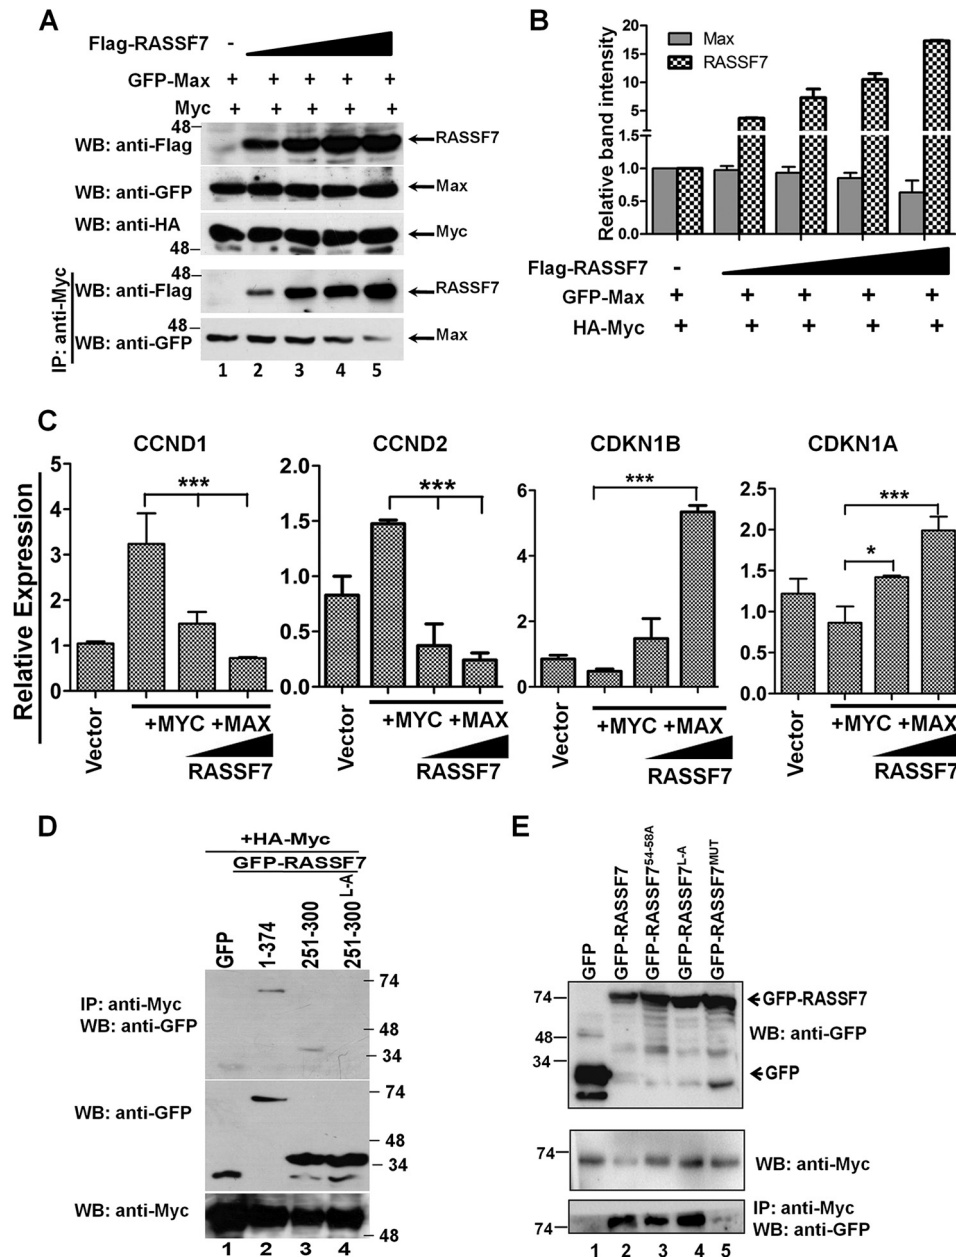 A
Flag-RASSF7 -
GFP-Max + + + + +
Myc + + + + +
48
WB: anti-Flag RASSF7
WB: anti-GFP Max
WB: anti-HA Myc
48
IP: anti-Myc
48
WB: anti-Flag RASSF7
48
WB: anti-GFP Max
1 2 3 4 5
B
Relative band intensity
20
15
10
5
1.5
1.0
0.5
0.0
Max
RASSF7
Flag-RASSF7 -
GFP-Max + + + + +
HA-Myc + + + + +
C
Relative Expression
CCND1
5
4
3
2
1
0
***
Vector
+MYC +MAX
RASSF7
CCND2
2.0
1.5
1.0
0.5
0.0
***
Vector
+MYC +MAX
RASSF7
CDKN1B
6
4
2
0
***
Vector
+MYC +MAX
RASSF7
CDKN1A
2.5
2.0
1.5
1.0
0.5
0.0
***
*
Vector
+MYC +MAX
RASSF7
D
+HA-Myc
GFP-RASSF7
GFP
1-374
251-300
251-300 L-A
IP: anti-Myc
WB: anti-GFP
74
48
34
WB: anti-GFP
74
48
34
WB: anti-Myc
48
1 2 3 4
E
GFP
GFP-RASSF7
GFP-RASSF7 54-58A
GFP-RASSF7 L-A
GFP-RASSF7 MUT
74
48
34
GFP-RASSF7
WB: anti-GFP
GFP
74
WB: anti-Myc
74
IP: anti-Myc
WB: anti-GFP
1 2 3 4 5